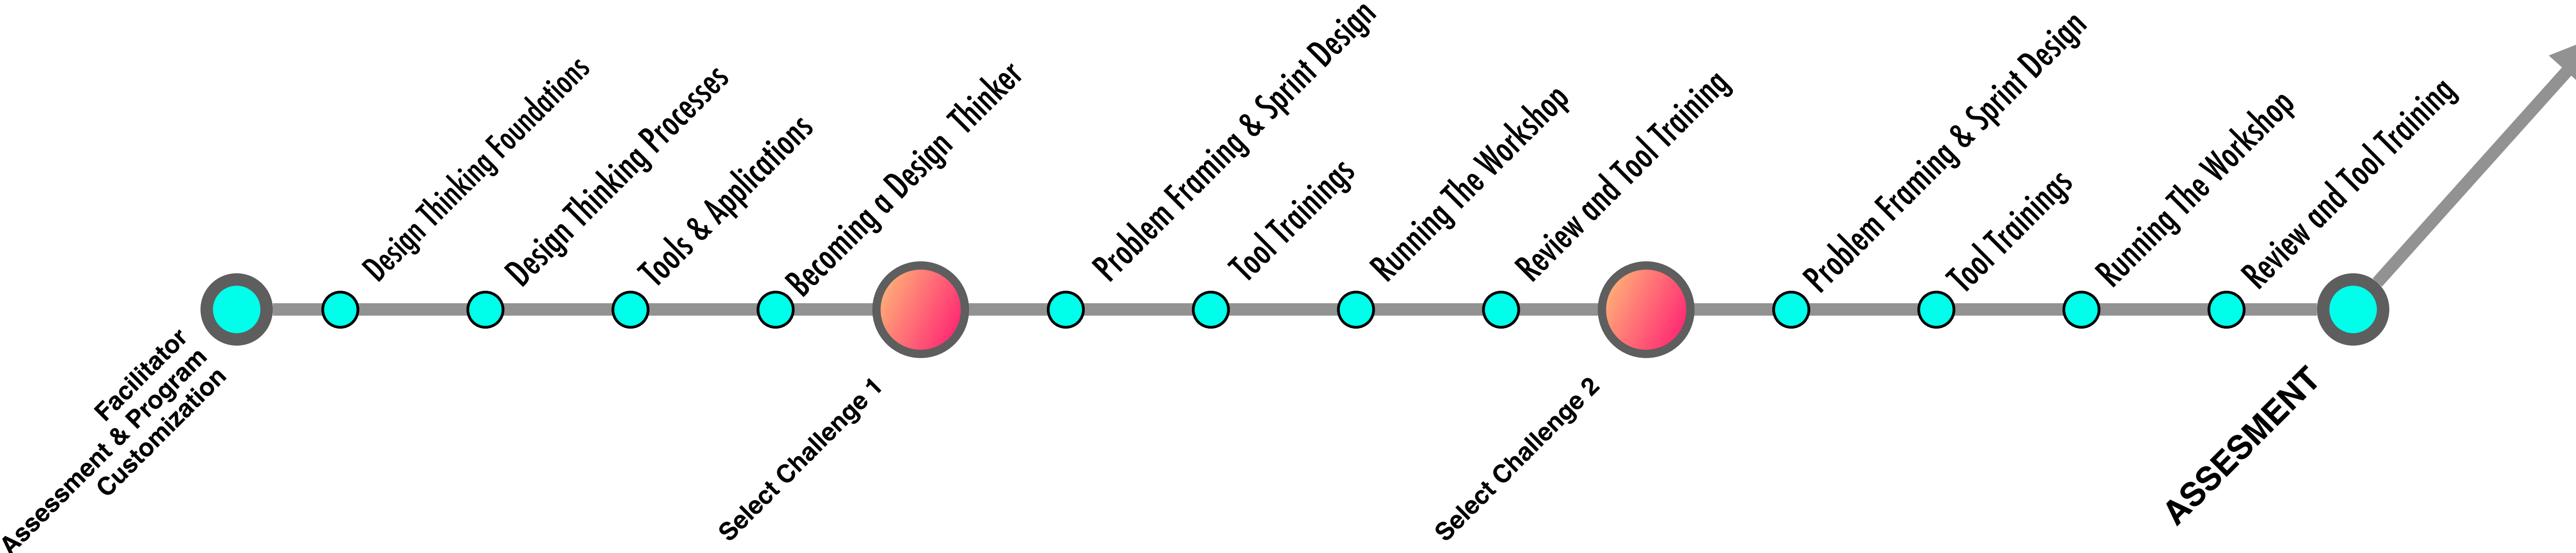 Facilitator
Assessment & Program
Customization
Design Thinking Foundations
Design Thinking Processes
Tools & Applications
Becoming a Design Thinker
Select Challenge 1
Problem Framing & Sprint Design
Tool Trainings
Running The Workshop
Review and Tool Training
Select Challenge 2
Problem Framing & Sprint Design
Tool Trainings
Running The Workshop
Review and Tool Training
ASSESMENT